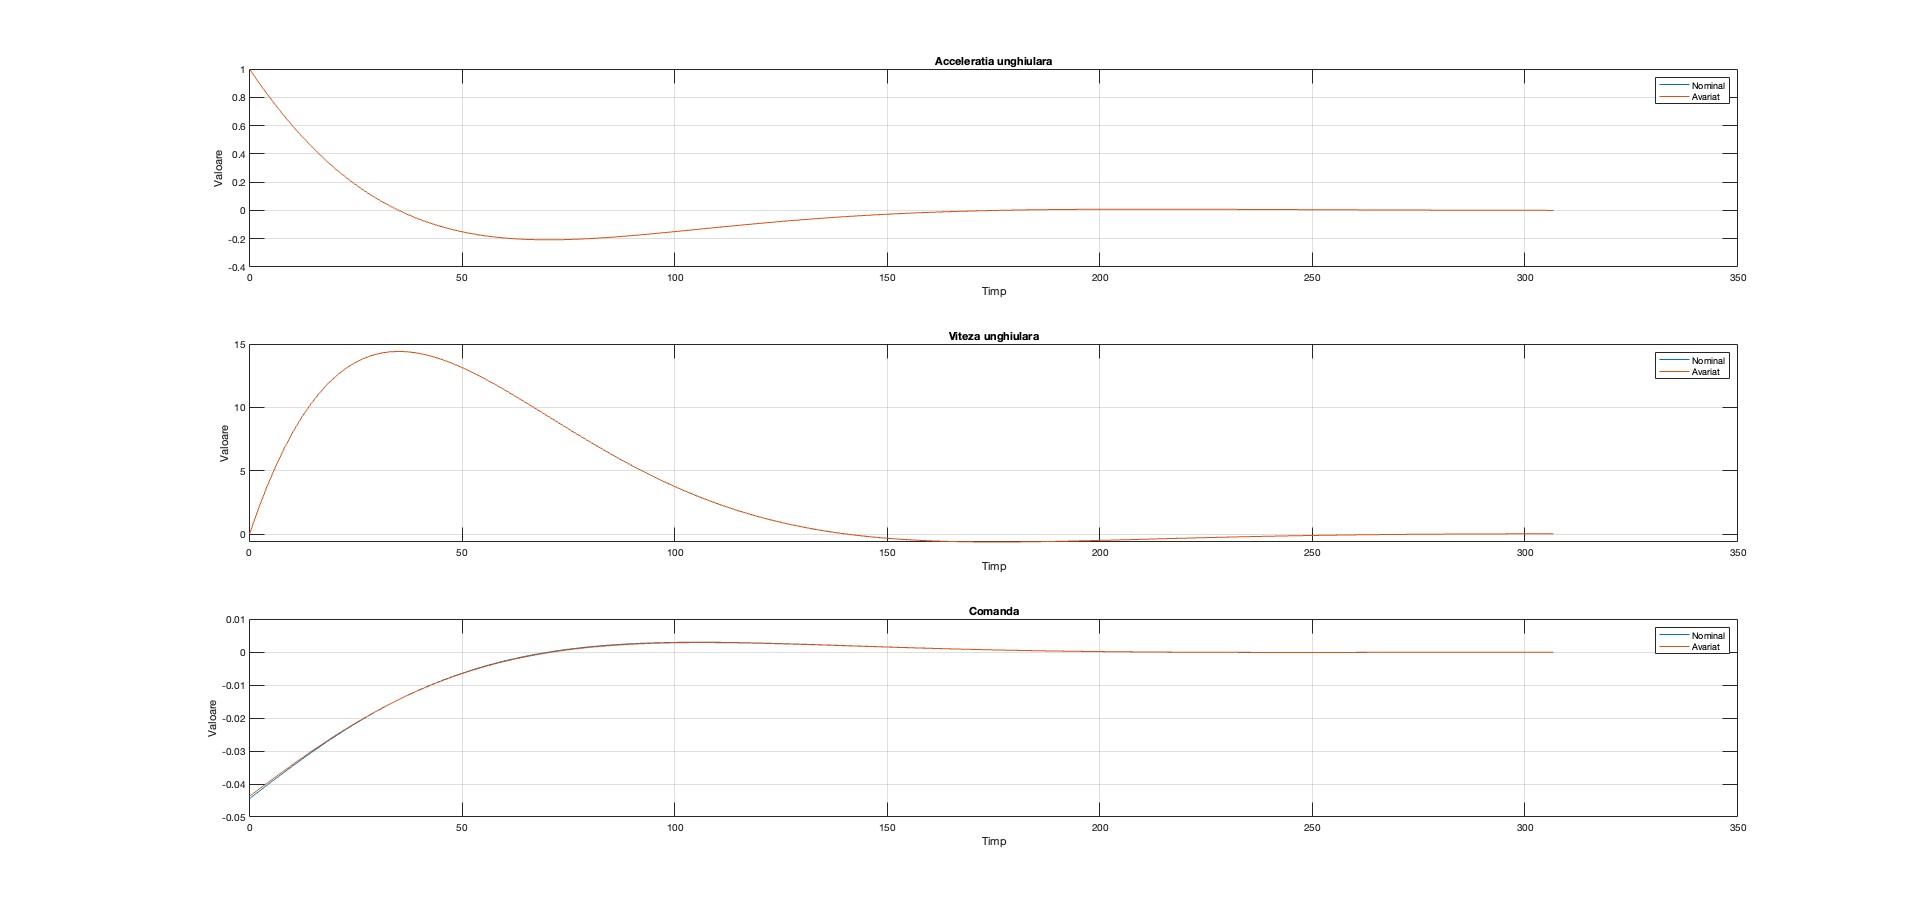 Acceleratia unghiulara
Nominal
Avariat
1
0.8
0.6
0.4
0.2
0
-0.2
-0.4
Valoare
0 50 100 150 200 250 300 350
Timp
Viteza unghiulara
Nominal
Avariat
15
10
5
0
Valoare
0 50 100 150 200 250 300 350
Timp
Comanda
Nominal
Avariat
0.01
0
-0.01
-0.02
-0.03
-0.04
-0.05
Valoare
0 50 100 150 200 250 300 350
Timp